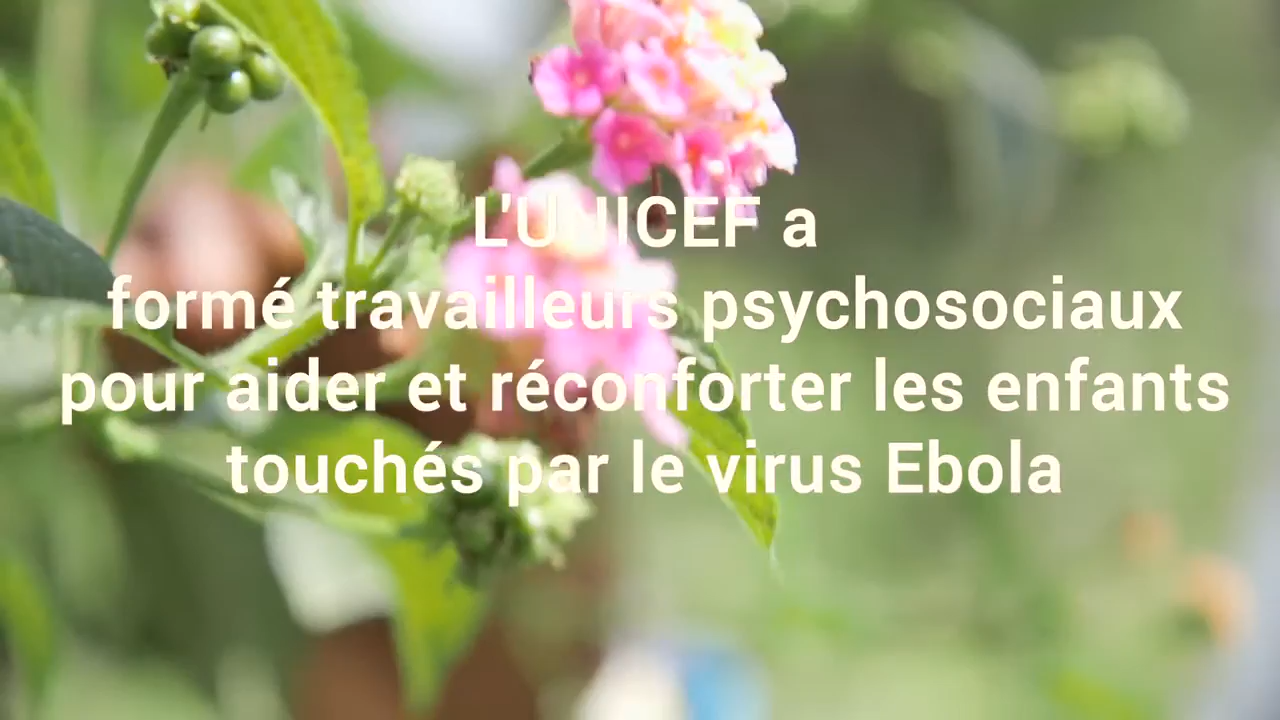 L'UNICEF a
formé travailleurs psychosociaux
pour aider et réconforter les enfants
touchés par le virus Ebola